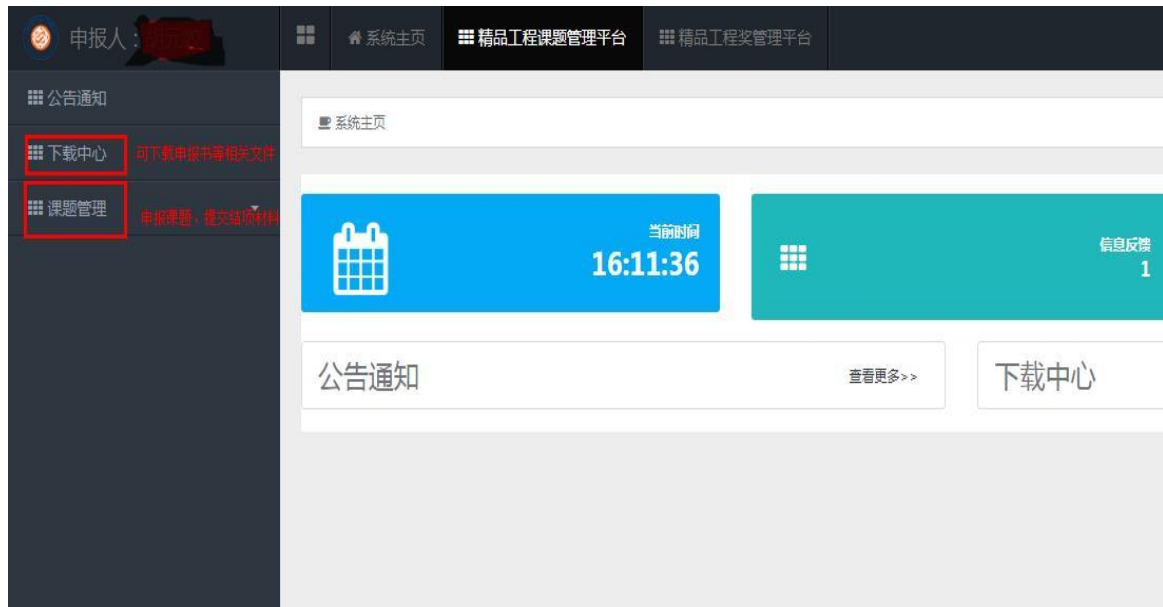 申报人：
系统主页
精品工程课题管理平台
精品工程奖管理平台
公告通知
下载中心
可下载申报书等相关文件
课题管理
申报课题、提交结项材料
系统主页
当前时间
16:11:36
信息反馈
1
公告通知
查看更多>>
下载中心